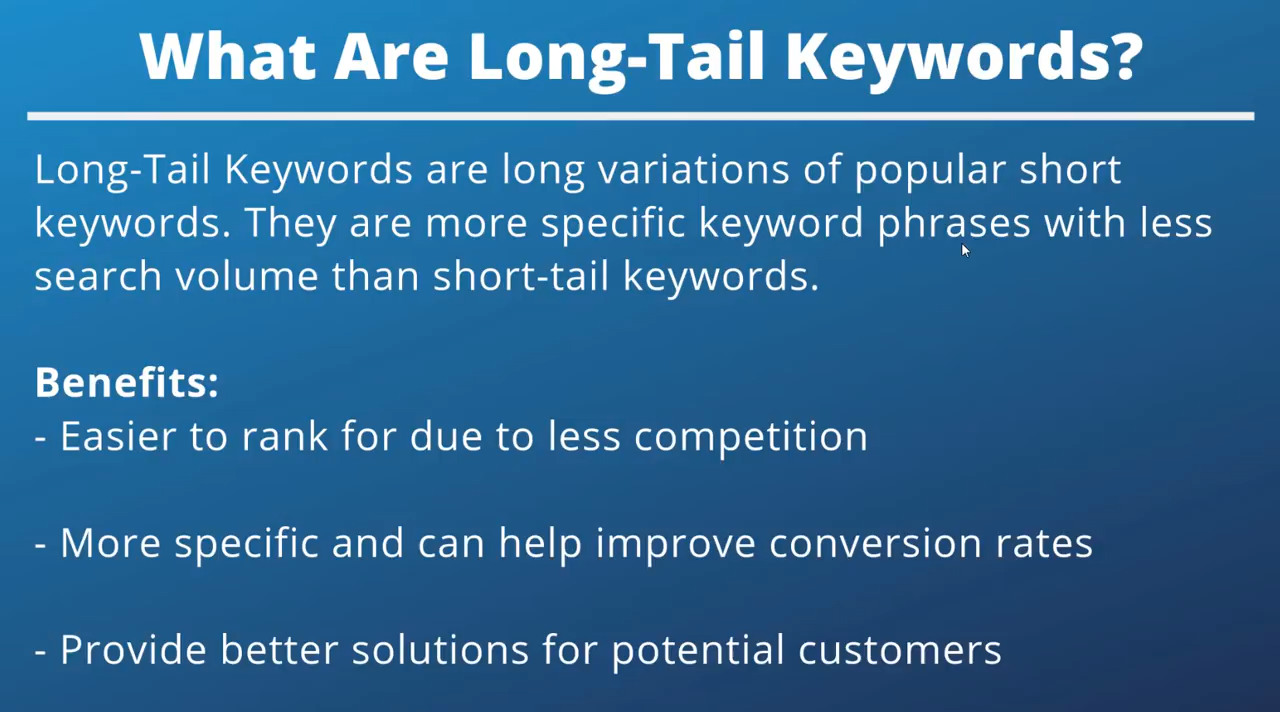 What Are Long-Tail Keywords?
Long-Tail Keywords are long variations of popular short
keywords. They are more specific keyword phrases with less
search volume than short-tail keywords.
Benefits:
- Easier to rank for due to less competition
- More specific and can help improve conversion rates
- Provide better solutions for potential customers